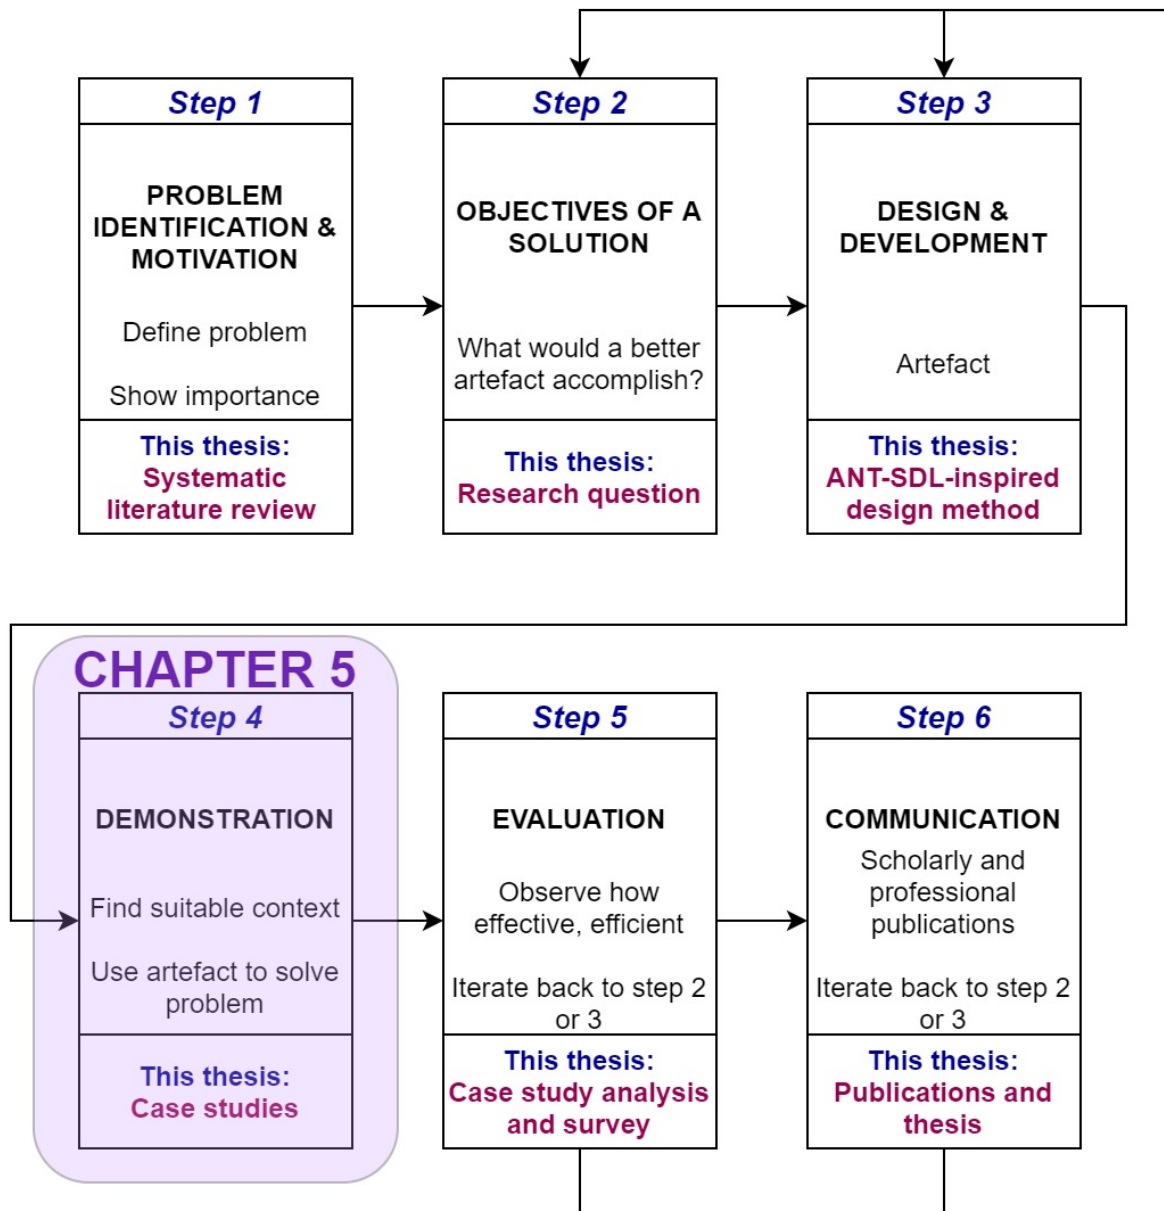 Step 1
PROBLEM
IDENTIFICATION &
MOTIVATION
Define problem
Show importance
This thesis:
Systematic
literature review
Step 2
OBJECTIVES OF A
SOLUTION
What would a better
artefact accomplish?
This thesis:
Research question
Step 3
DESIGN &
DEVELOPMENT
Artefact
This thesis:
ANT-SDL-inspired
design method
CHAPTER 5
Step 4
DEMONSTRATION
Find suitable context
Use artefact to solve
problem
This thesis:
Case studies
Step 5
EVALUATION
Observe how
effective, efficient
Iterate back to step 2
or 3
This thesis:
Case study analysis
and survey
Step 6
COMMUNICATION
Scholarly and
professional
publications
Iterate back to step 2
or 3
This thesis:
Publications and
thesis